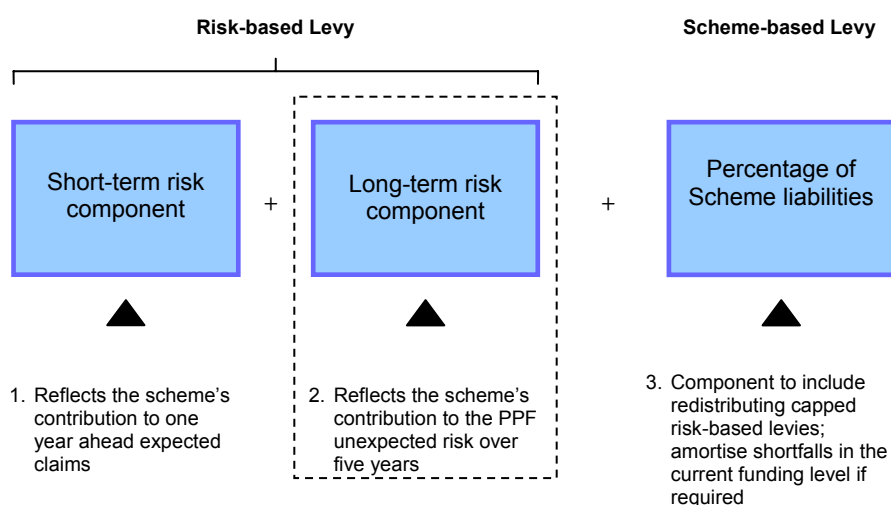 Risk-based Levy
Scheme-based Levy
Short-term risk
component
+
Long-term risk
component
+
Percentage of
Scheme liabilities
1. Reflects the scheme's
contribution to one
year ahead expected
claims
2. Reflects the scheme's
contribution to the PPF
unexpected risk over
five years
3. Component to include
redistributing capped
risk-based levies;
amortise shortfalls in the
current funding level if
required